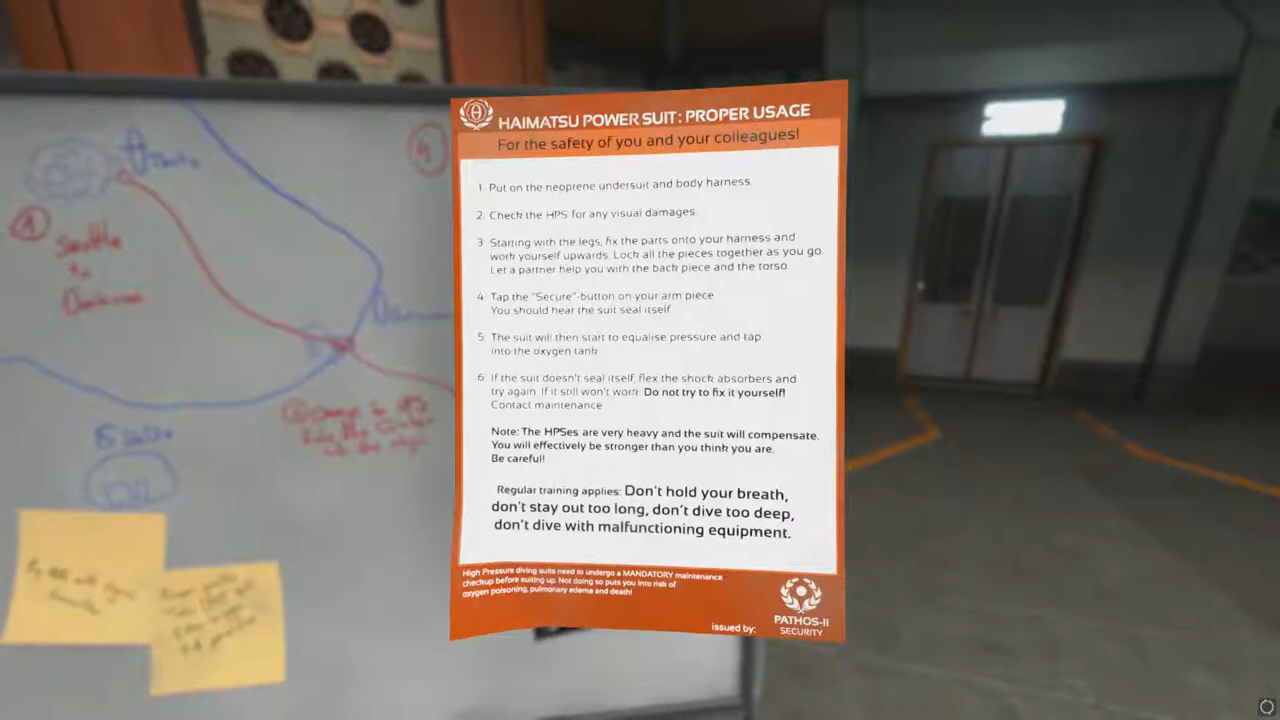 HAIMATSU POWER SUIT: PROPER USAGE
For the safety of you and your colleagues!
1. Put on the neoprene undersuit and body harness.
2. Check the HPS for any visual damages.
3. Starting with the legs, fix the parts onto your harness and
work yourself upwards. Lock all the pieces together as you go.
Let a partner help you with the back piece and the torso.
4. Tap the "Secure"-button on your arm piece
You should hear the suit seal itself.
5. The suit will then start to equalise pressure and tap
into the oxygen tank
6. If the suit doesn't seal itself, flex the shock absorbers and
try again. If it still won't work. Do not try to fix it yourself!
Contact maintenance
Note: The HPSes are very heavy and the suit will compensate.
You will effectively be stronger than you think you are.
Be careful!
Regular training applies: Don't hold your breath,
don't stay out too long, don't dive too deep,
don't dive with malfunctioning equipment.
High Pressure diving suits need to undergo a MANDATORY maintenance
checkup before suiting up. Not doing so puts you into risk of
oxygen poisoning, pulmonary edema and death!
issued by:
PATHOS-II
SECURITY